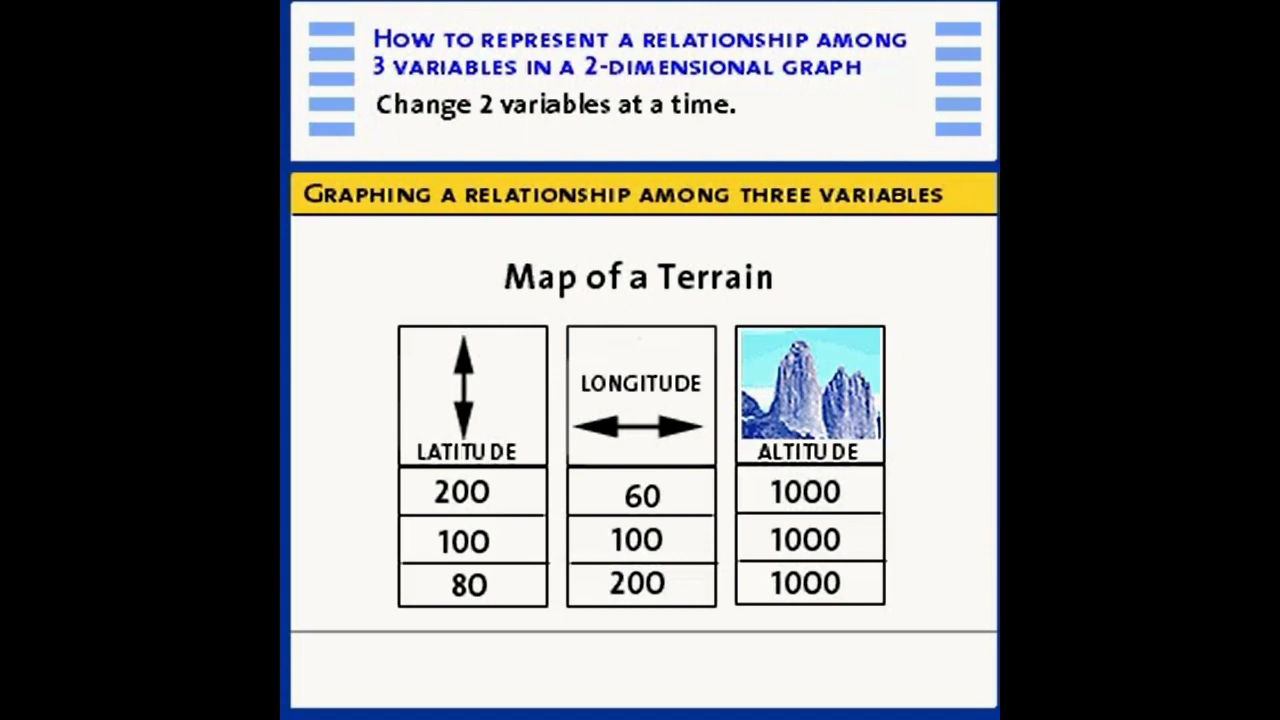 How to represent a relationship among
3 variables in a 2-dimensional graph
Change 2 variables at a time.
Graphing a relationship among three variables
Map of a Terrain
LATITUDE
LONGITUDE
ALTITUDE
200 60 1000
100 100 1000
80 200 1000